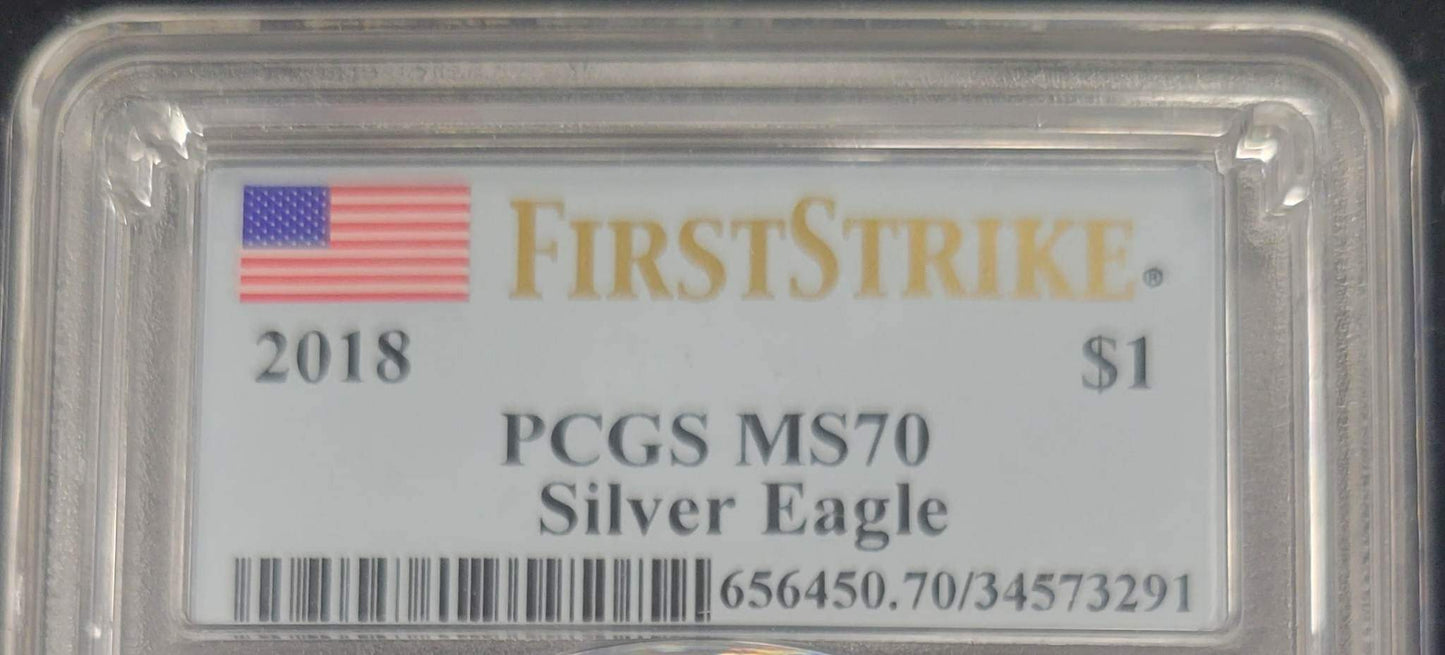 FIRSTSTRIKE®
2018 $1
PCGS MS70
Silver Eagle
656450.70/34573291